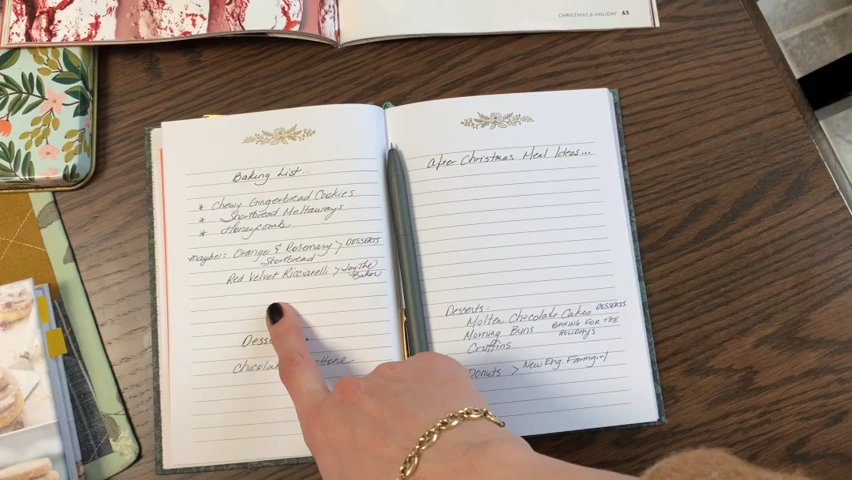 CHRISTMAS & HOLIDAY 63
Baking List...
* Chewy Gingerbread Cookies
* Shortbread Meltaways
* Honeycomb
Maybe: Orange & Rosemary > DESSERTS
Shortbread
Red Velvet Ricciarelli > Joy The
Baker
After Christmas Meal Ideas...
Desserts:
Molten Chocolate Cakes DESSERTS
Morning Buns BAKING FOR THE
HOLIDAYS
Cruffins
Donuts > New Eng. Farmgirl